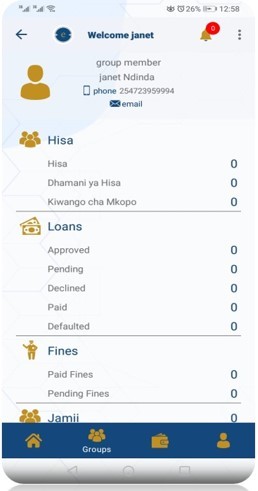 26% 12:58
Welcome janet
0
group member
janet Ndinda
phone 254723959994
email
Hisa
Hisa 0
Dhamani ya Hisa 0
Kiwango cha Mkopo 0
Loans
Approved 0
Pending 0
Declined 0
Paid 0
Defaulted 0
Fines
Paid Fines 0
Pending Fines 0
Jamii 0
Groups